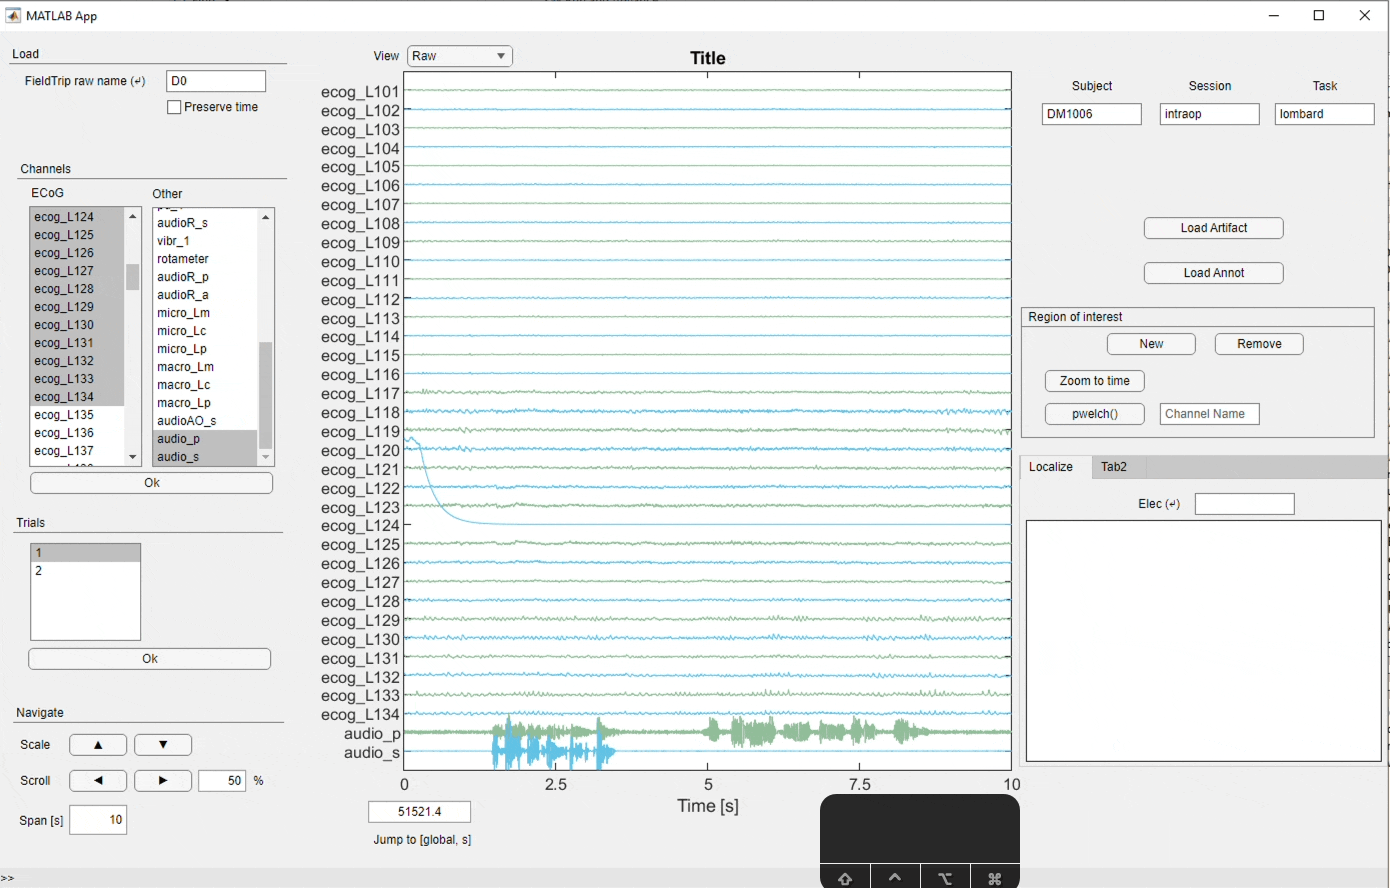 MATLAB App
Load
FieldTrip raw name (↵) D0
Preserve time
Channels
ECoG
Other
ecog_L124
ecog_L125
ecog_L126
ecog_L127
ecog_L128
ecog_L129
ecog_L130
ecog_L131
ecog_L132
ecog_L133
ecog_L134
ecog_L135
ecog_L136
ecog_L137
audioR_s
vibr_1
rotameter
audioR_p
audioR_a
micro_Lm
micro_Lc
micro_Lp
macro_Lm
macro_Lc
macro_Lp
audioAO_s
audio_p
audio_s
Ok
Trials
1
2
Ok
Navigate
Scale ▲ ▼
Scroll ◀ ▶ 50 %
Span [s] 10
>>
View Raw
Title
ecog_L101
ecog_L102
ecog_L103
ecog_L104
ecog_L105
ecog_L106
ecog_L107
ecog_L108
ecog_L109
ecog_L110
ecog_L111
ecog_L112
ecog_L113
ecog_L114
ecog_L115
ecog_L116
ecog_L117
ecog_L118
ecog_L119
ecog_L120
ecog_L121
ecog_L122
ecog_L123
ecog_L124
ecog_L125
ecog_L126
ecog_L127
ecog_L128
ecog_L129
ecog_L130
ecog_L131
ecog_L132
ecog_L133
ecog_L134
audio_p
audio_s
0 2.5 5 7.5 10
Time [s]
51521.4
Jump to [global, s]
Subject Session Task
DM1006 intraop lombard
Load Artifact
Load Annot
Region of interest
New Remove
Zoom to time
pwelch() Channel Name
Localize Tab2
Elec (↵)